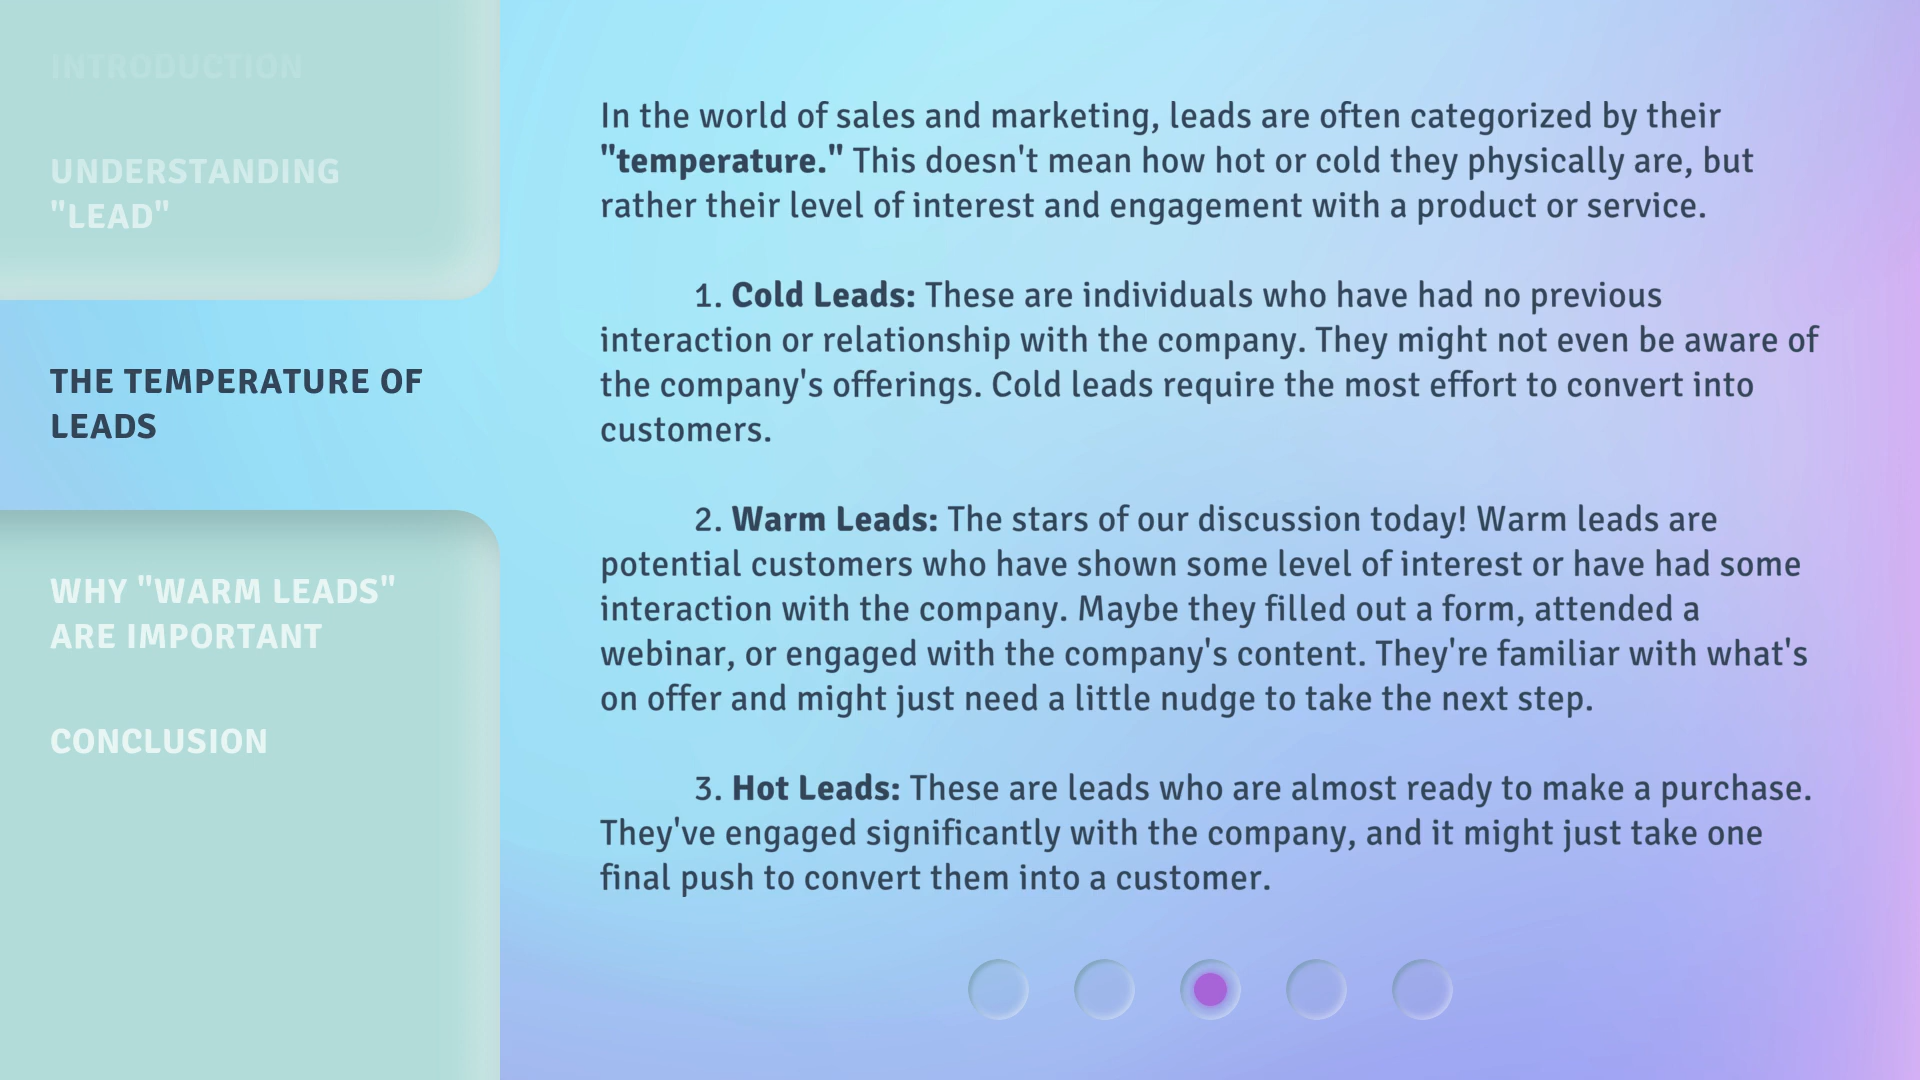 INTRODUCTION
UNDERSTANDING
"LEAD"
THE TEMPERATURE OF
LEADS
WHY "WARM LEADS"
ARE IMPORTANT
CONCLUSION
In the world of sales and marketing, leads are often categorized by their
"temperature." This doesn't mean how hot or cold they physically are, but
rather their level of interest and engagement with a product or service.
1. Cold Leads: These are individuals who have had no previous
interaction or relationship with the company. They might not even be aware of
the company's offerings. Cold leads require the most effort to convert into
customers.
2. Warm Leads: The stars of our discussion today! Warm leads are
potential customers who have shown some level of interest or have had some
interaction with the company. Maybe they filled out a form, attended a
webinar, or engaged with the company's content. They're familiar with what's
on offer and might just need a little nudge to take the next step.
3. Hot Leads: These are leads who are almost ready to make a purchase.
They've engaged significantly with the company, and it might just take one
final push to convert them into a customer.